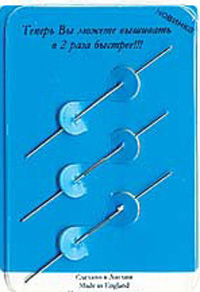 новинка
Теперь Вы можете вышивать
в 2 раза быстрее!!!
Сделано в Англии
Made in England